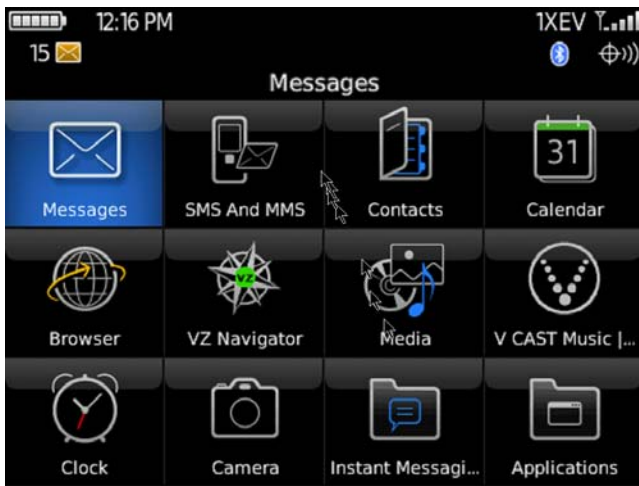 12:16 PM 1XEV
15
Messages
31
Messages SMS And MMS Contacts Calendar
VZ
Browser VZ Navigator Media V CAST Music |...
Clock Camera Instant Messagi... Applications